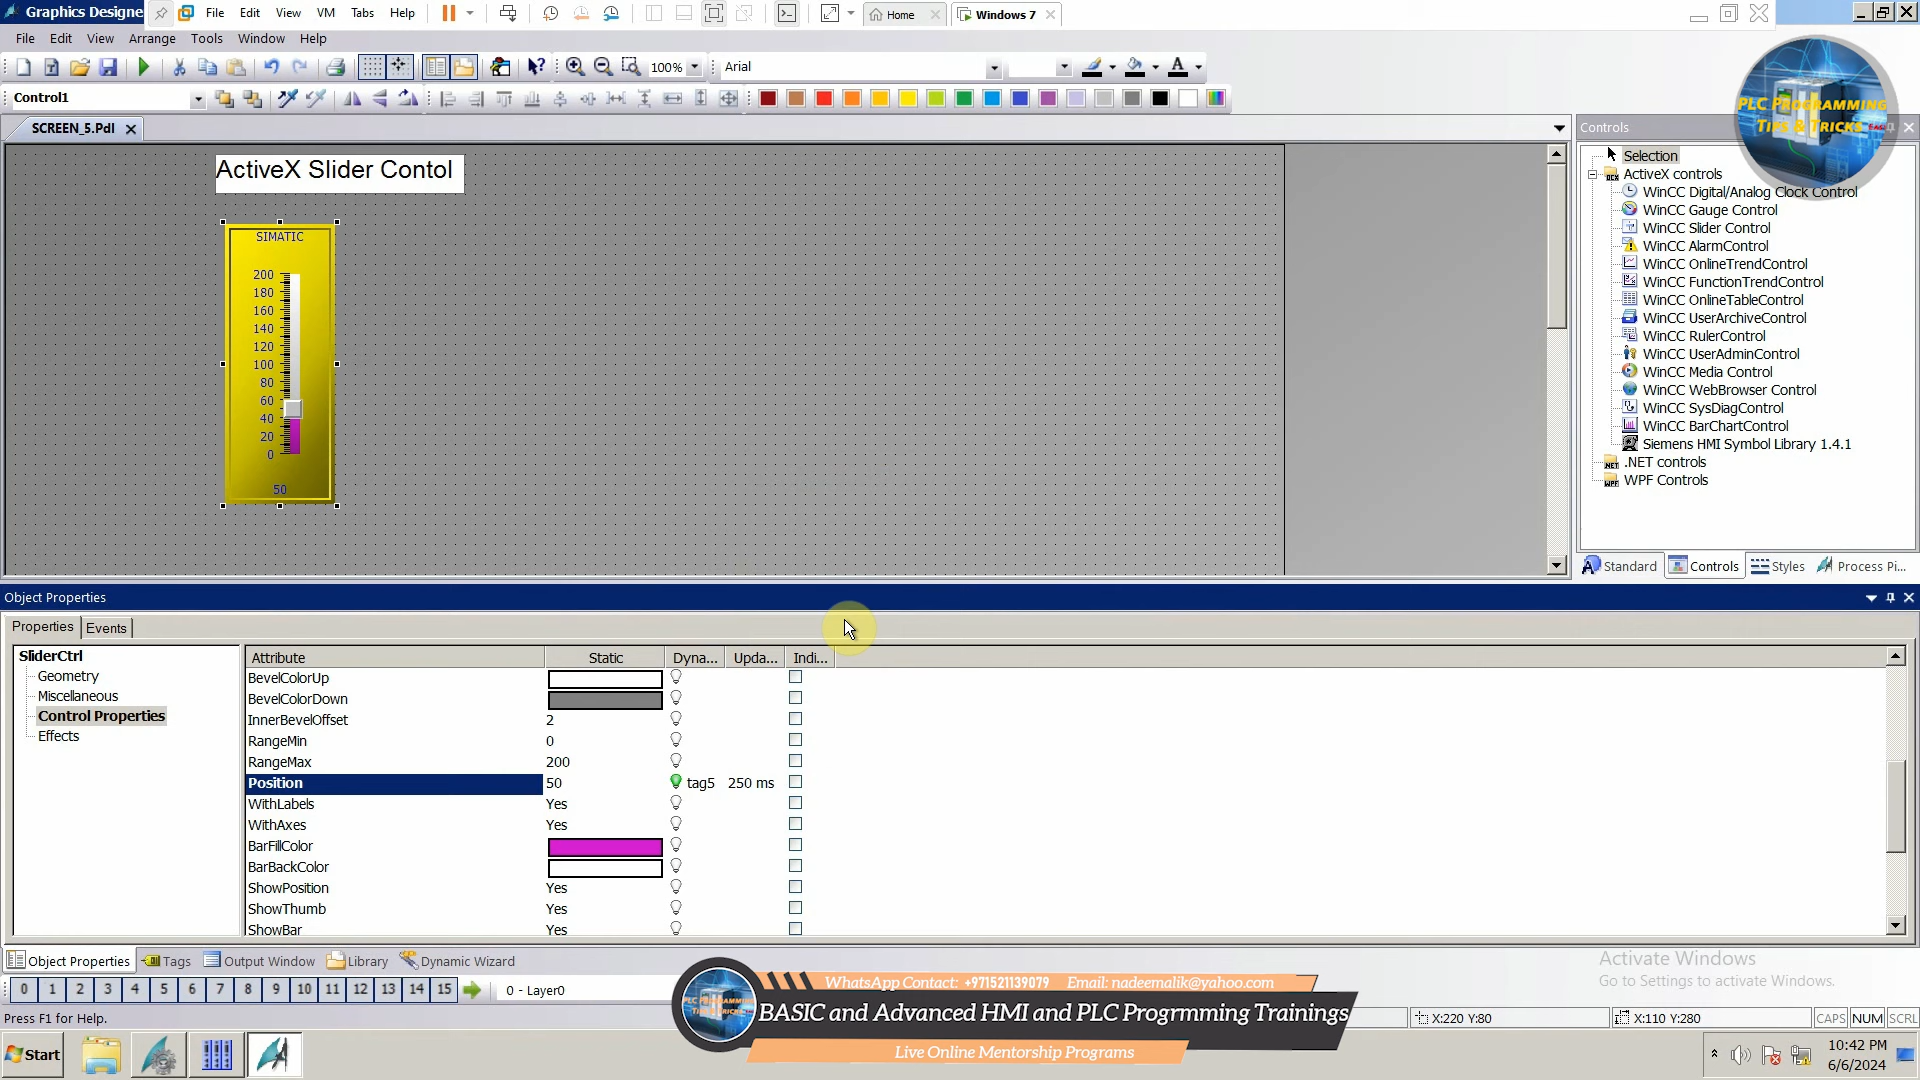 Graphics Designe
File Edit View VM Tabs Help
Home
Windows 7
File Edit View Arrange Tools Window Help
100%
Arial
Control1
SCREEN_5.Pdl
Controls
PLC PROGRAMMING
TIPS & TRICKS
ActiveX Slider Contol
SIMATIC
200
180
160
140
120
100
80
60
40
20
0
50
Selection
ActiveX controls
WinCC Digital/Analog Clock Control
WinCC Gauge Control
WinCC Slider Control
WinCC AlarmControl
WinCC OnlineTrendControl
WinCC FunctionTrendControl
WinCC OnlineTableControl
WinCC UserArchiveControl
WinCC RulerControl
WinCC UserAdminControl
WinCC Media Control
WinCC WebBrowser Control
WinCC SysDiagControl
WinCC BarChartControl
Siemens HMI Symbol Library 1.4.1
.NET controls
WPF Controls
Standard Controls Styles Process Pi...
Object Properties
Properties Events
SliderCtrl
Geometry
Miscellaneous
Control Properties
Effects
Attribute Static Dyna... Upda... Indi...
BevelColorUp
BevelColorDown
InnerBevelOffset 2
RangeMin 0
RangeMax 200
Position 50 tag5 250 ms
WithLabels Yes
WithAxes Yes
BarFillColor
BarBackColor
ShowPosition Yes
ShowThumb Yes
ShowBar Yes
Object Properties Tags Output Window Library Dynamic Wizard
Activate Windows
Go to Settings to activate Windows.
0 1 2 3 4 5 6 7 8 9 10 11 12 13 14 15
0 - Layer0
WhatsApp Contact: +971521139079 Email: nadeemalik@yahoo.com
BASIC and Advanced HMI and PLC Progrmming Trainings
Live Online Mentorship Programs
Press F1 for Help.
X:220 Y:80
X:110 Y:280
CAPS NUM SCRL
Start
10:42 PM
6/6/2024